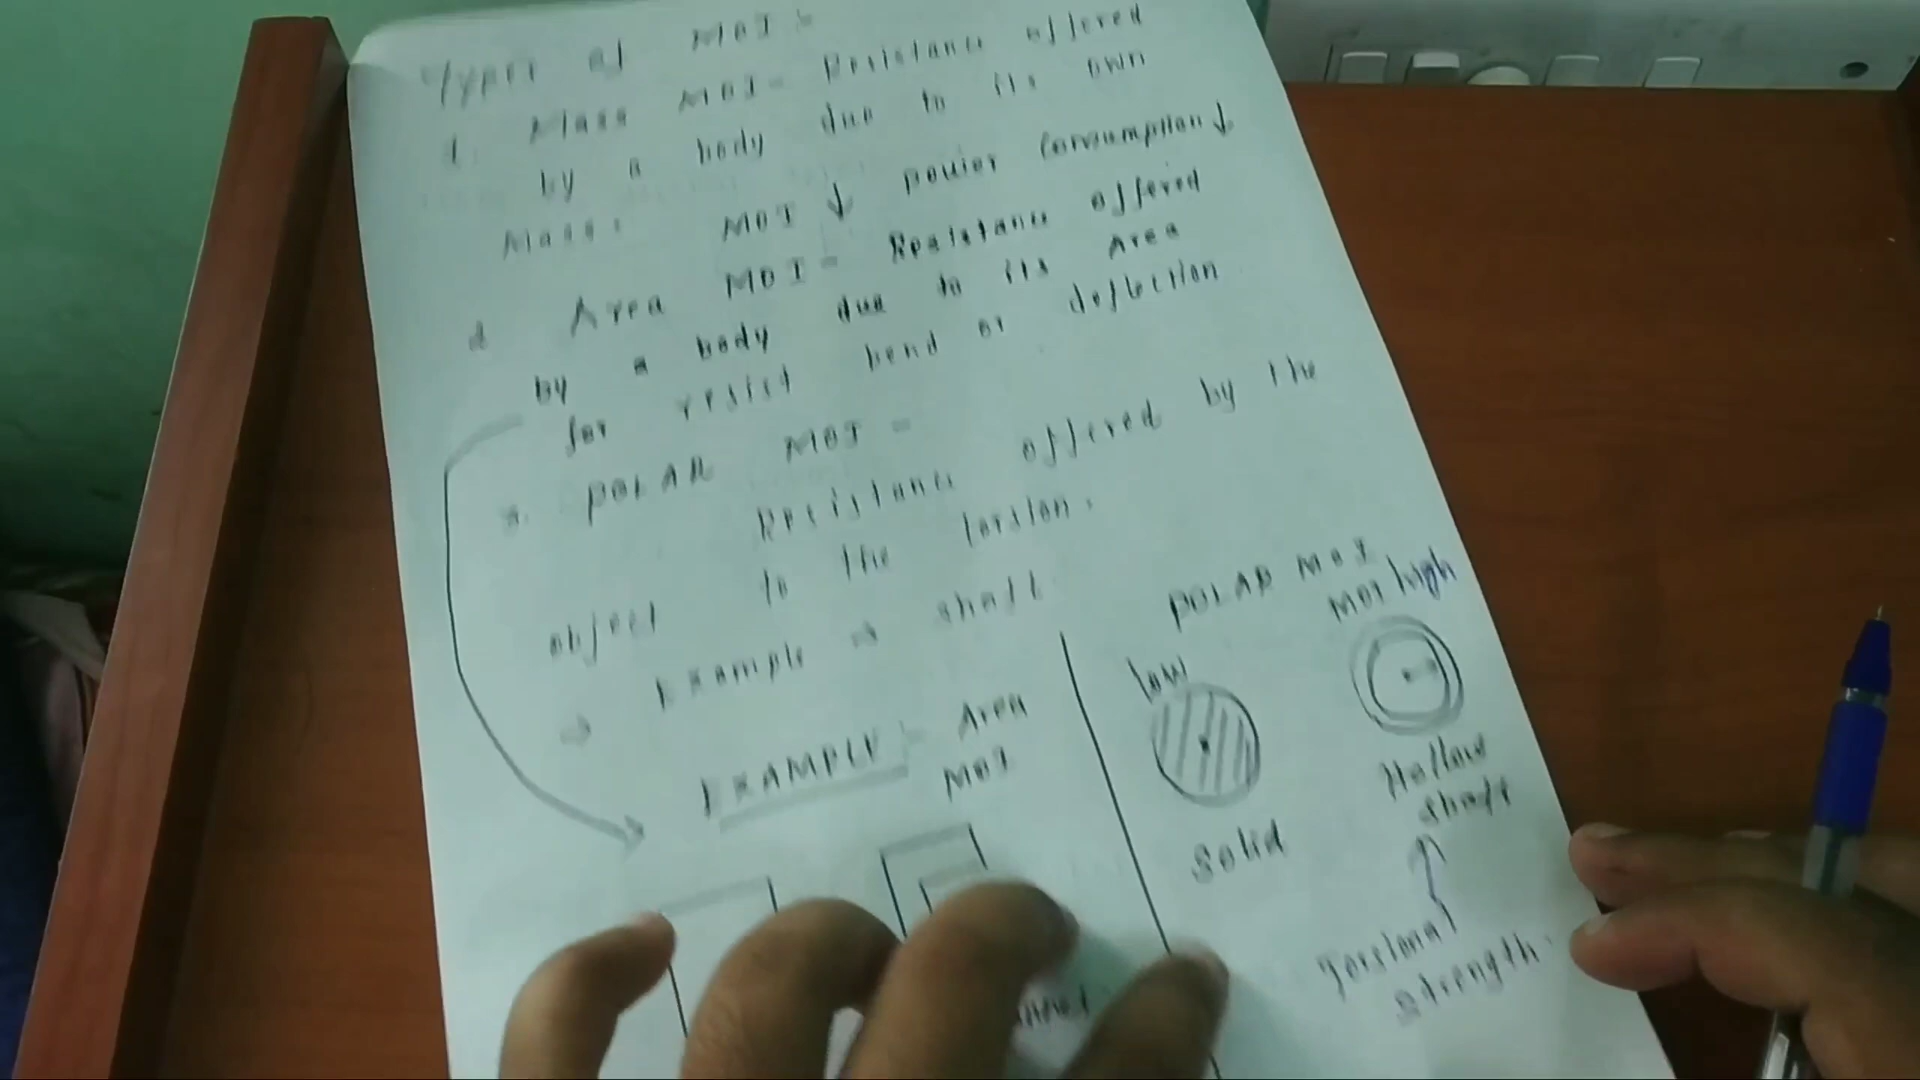 Types of MOI :
1. Mass MOI - Resistance offered
by a body due to its own
Mass. MOI ↓ power consumption ↓
2 Area MOI - Resistance offered
by a body due to its Area
for resist bend or deflection
3. POLAR MOI -
Resistance offered by the
object to the torsion.
⇒ Example ⇒ shaft
EXAMPLE :- Area
MOI
POLAR MOI
low
MOI high
solid
Hollow
shaft
↑
Torsional
strength.